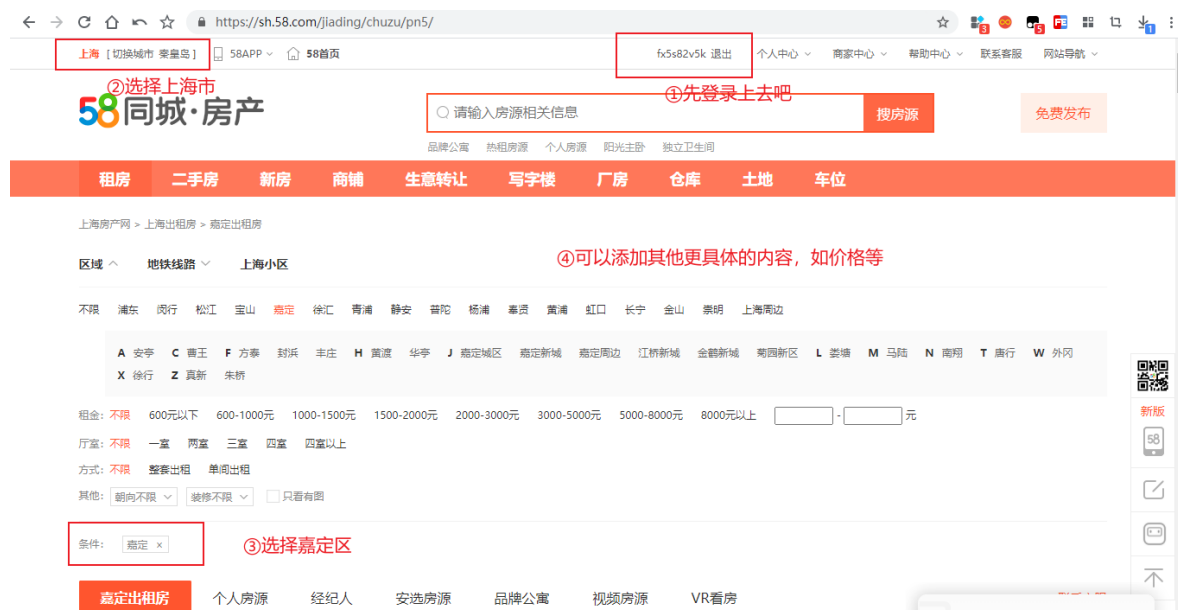 https://sh.58.com/jiading/chuzu/pn5/
上海 [ 切换城市 秦皇岛 ] 58APP 58首页 fx5s82v5k 退出 个人中心 商家中心 帮助中心 联系客服 网站导航
②选择上海市
①先登录上去吧
58同城·房产
请输入房源相关信息 搜房源 免费发布
品牌公寓 热租房源 个人房源 阳光主卧 独立卫生间
租房 二手房 新房 商铺 生意转让 写字楼 厂房 仓库 土地 车位
上海房产网 > 上海出租房 > 嘉定出租房
④可以添加其他更具体的内容，如价格等
区域 地铁线路 上海小区
不限 浦东 闵行 松江 宝山 嘉定 徐汇 青浦 静安 普陀 杨浦 奉贤 黄浦 虹口 长宁 金山 崇明 上海周边
A 安亭 C 曹王 F 方泰 封浜 丰庄 H 黄渡 华亭 J 嘉定城区 嘉定新城 嘉定周边 江桥新城 金鹤新城 菊园新区 L 娄塘 M 马陆 N 南翔 T 唐行 W 外冈
X 徐行 Z 真新 朱桥
租金: 不限 600元以下 600-1000元 1000-1500元 1500-2000元 2000-3000元 3000-5000元 5000-8000元 8000元以上 - 元
新版
58
厅室: 不限 一室 两室 三室 四室 四室以上
方式: 不限 整套出租 单间出租
其他: 朝向不限 装修不限 只看有图
条件: 嘉定 ×
③选择嘉定区
嘉定出租房 个人房源 经纪人 安选房源 品牌公寓 视频房源 VR看房